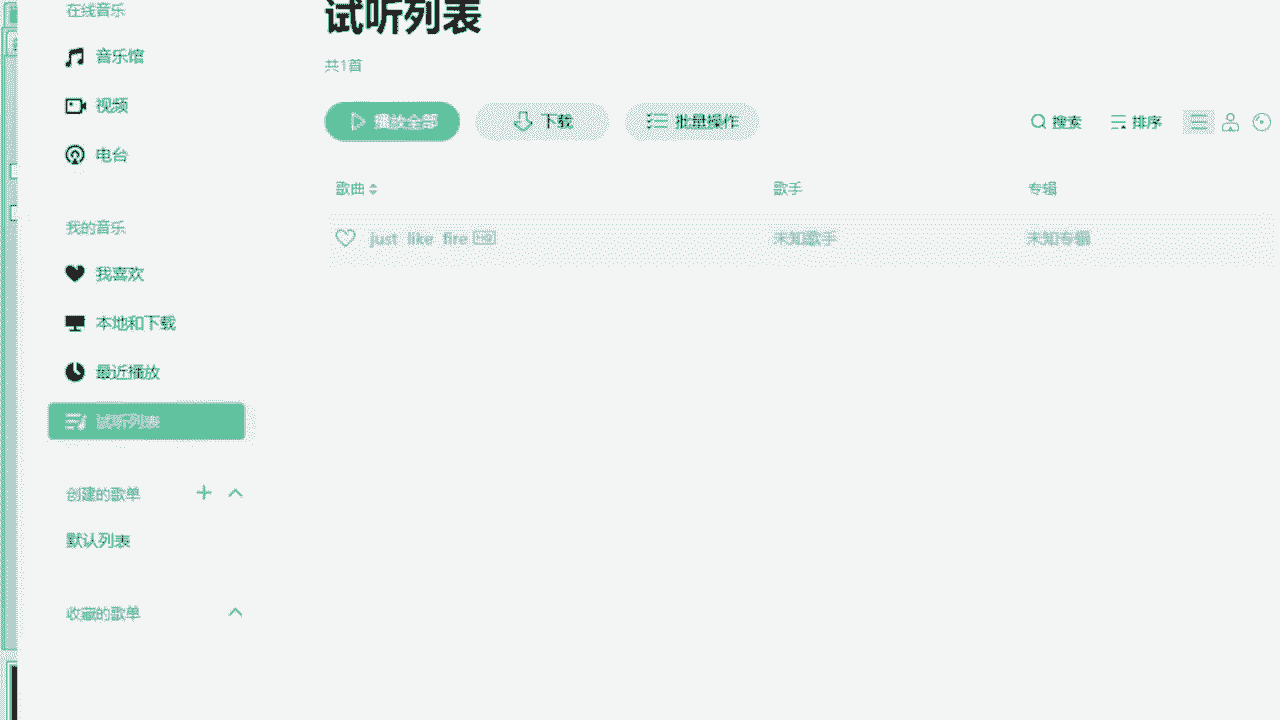 在线音乐
音乐馆
视频
电台
我的音乐
我喜欢
本地和下载
最近播放
试听列表
创建的歌单
默认列表
收藏的歌单
试听列表
共1首
播放全部 下载 批量操作 搜索 排序
歌曲 歌手 专辑
just like fire 未知歌手 未知专辑